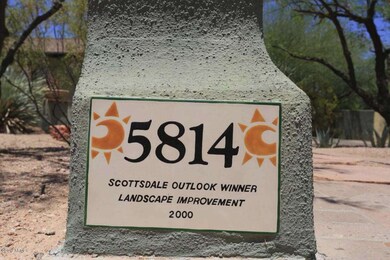 5814
SCOTTSDALE OUTLOOK WINNER
LANDSCAPE IMPROVEMENT
2000